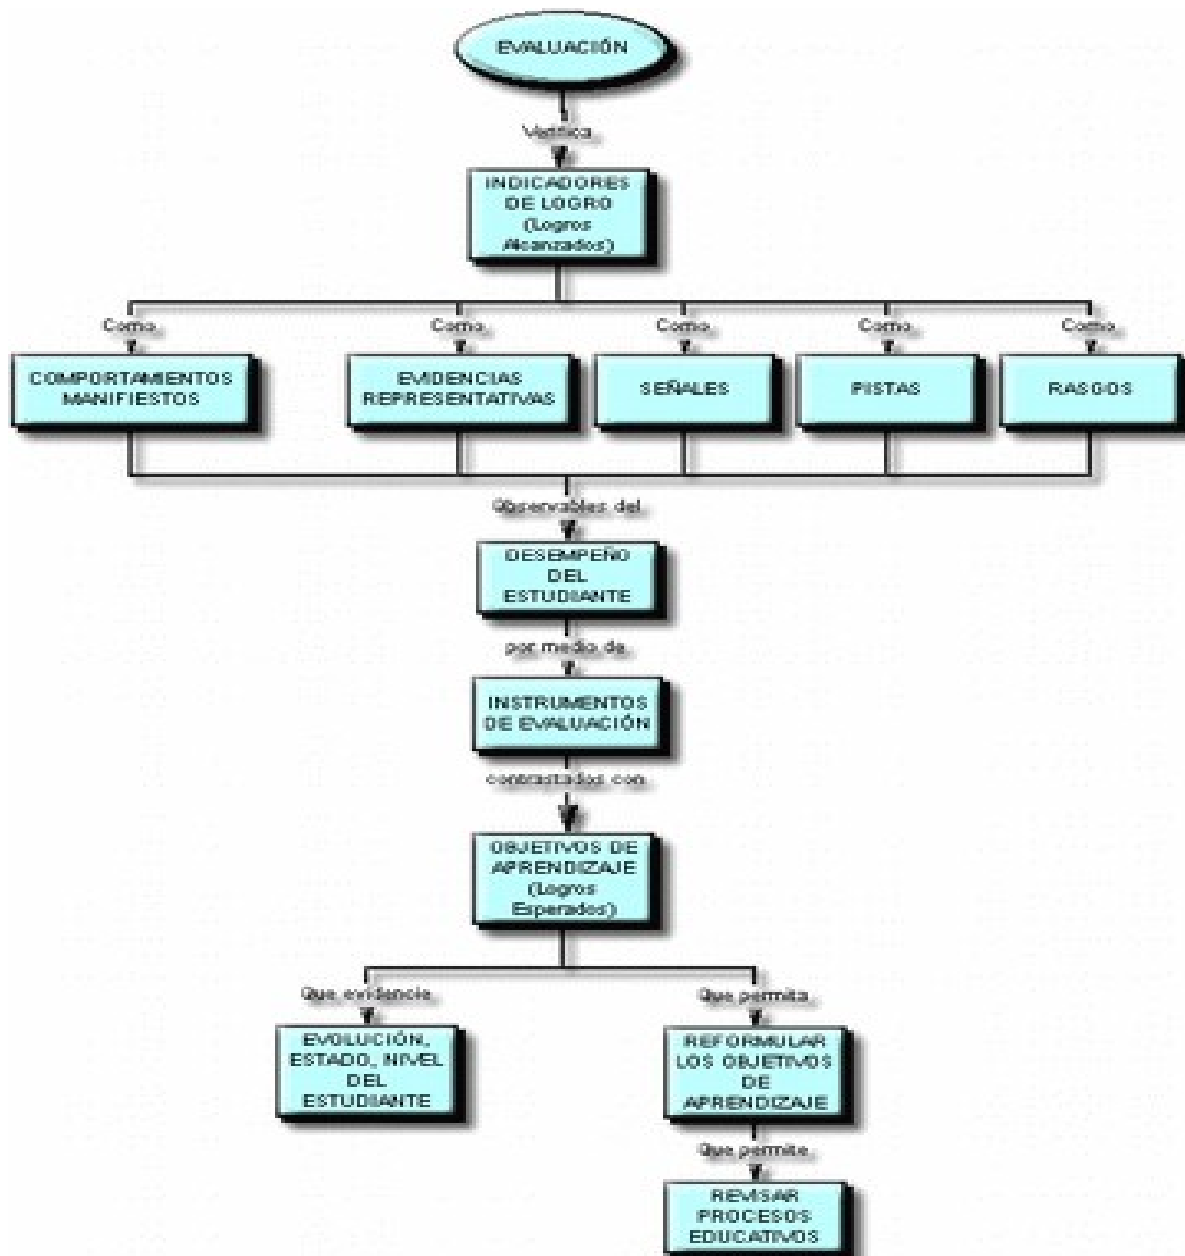 EVALUACIÓN
Verifica
INDICADORES
DE LOGRO
(Logros
Alcanzados)
Como
Como
Como
Como
Como
COMPORTAMIENTOS
MANIFIESTOS
EVIDENCIAS
REPRESENTATIVAS
SEÑALES
PISTAS
RASGOS
Observables del
DESEMPEÑO
DEL
ESTUDIANTE
por medio de
INSTRUMENTOS
DE EVALUACIÓN
contrastados con
OBJETIVOS DE
APRENDIZAJE
(Logros
Esperados)
Que evidencie
Que permita
EVOLUCIÓN,
ESTADO, NIVEL
DEL
ESTUDIANTE
REFORMULAR
LOS OBJETIVOS
DE
APRENDIZAJE
Que permite
REVISAR
PROCESOS
EDUCATIVOS